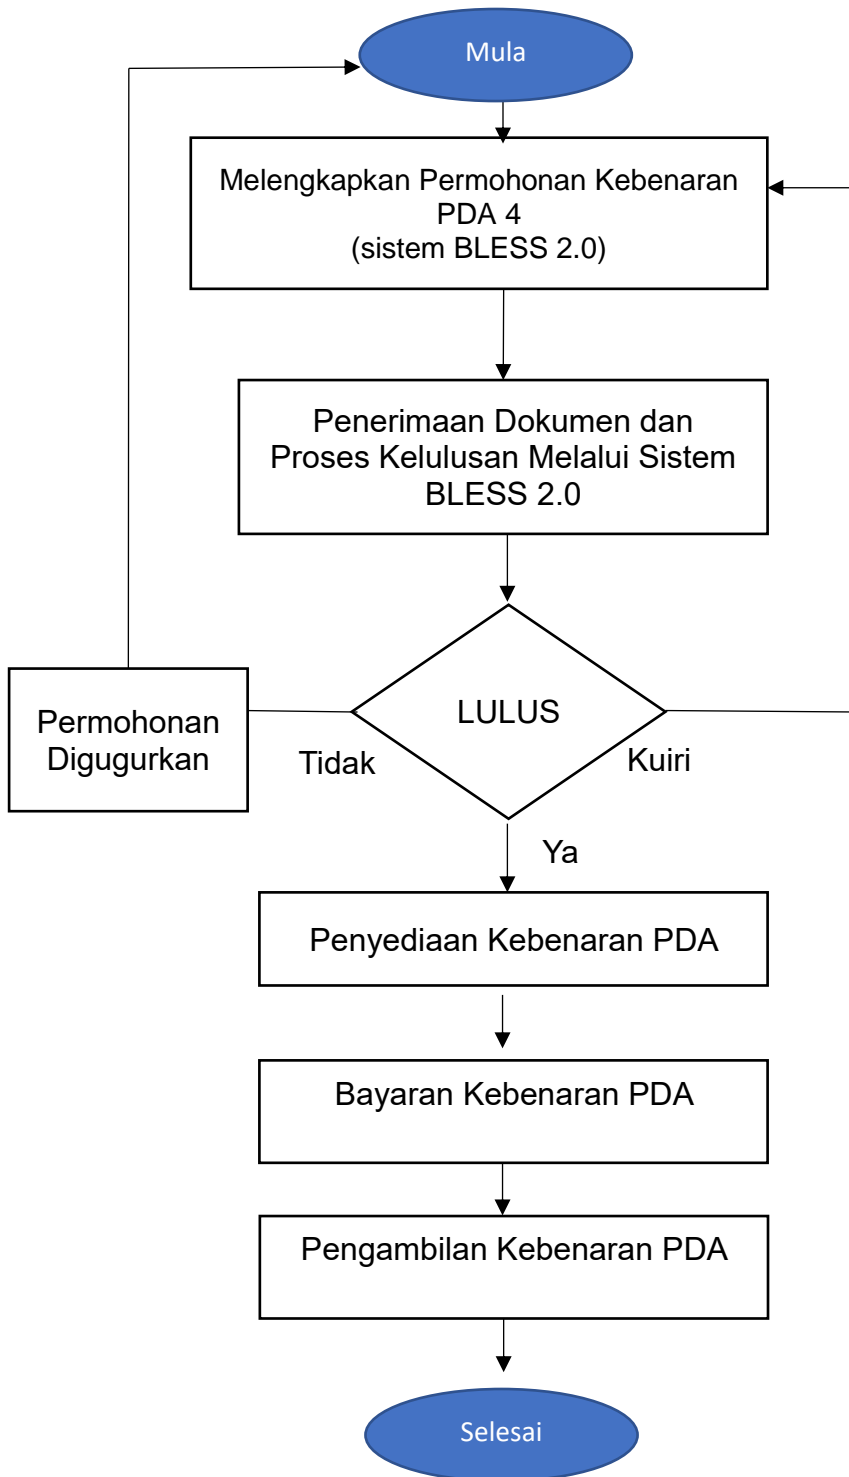 Mula
Melengkapkan Permohonan Kebenaran
PDA 4
(sistem BLESS 2.0)
Penerimaan Dokumen dan
Proses Kelulusan Melalui Sistem
BLESS 2.0
LULUS
Permohonan
Digugurkan
Tidak
Kuiri
Ya
Penyediaan Kebenaran PDA
Bayaran Kebenaran PDA
Pengambilan Kebenaran PDA
Selesai